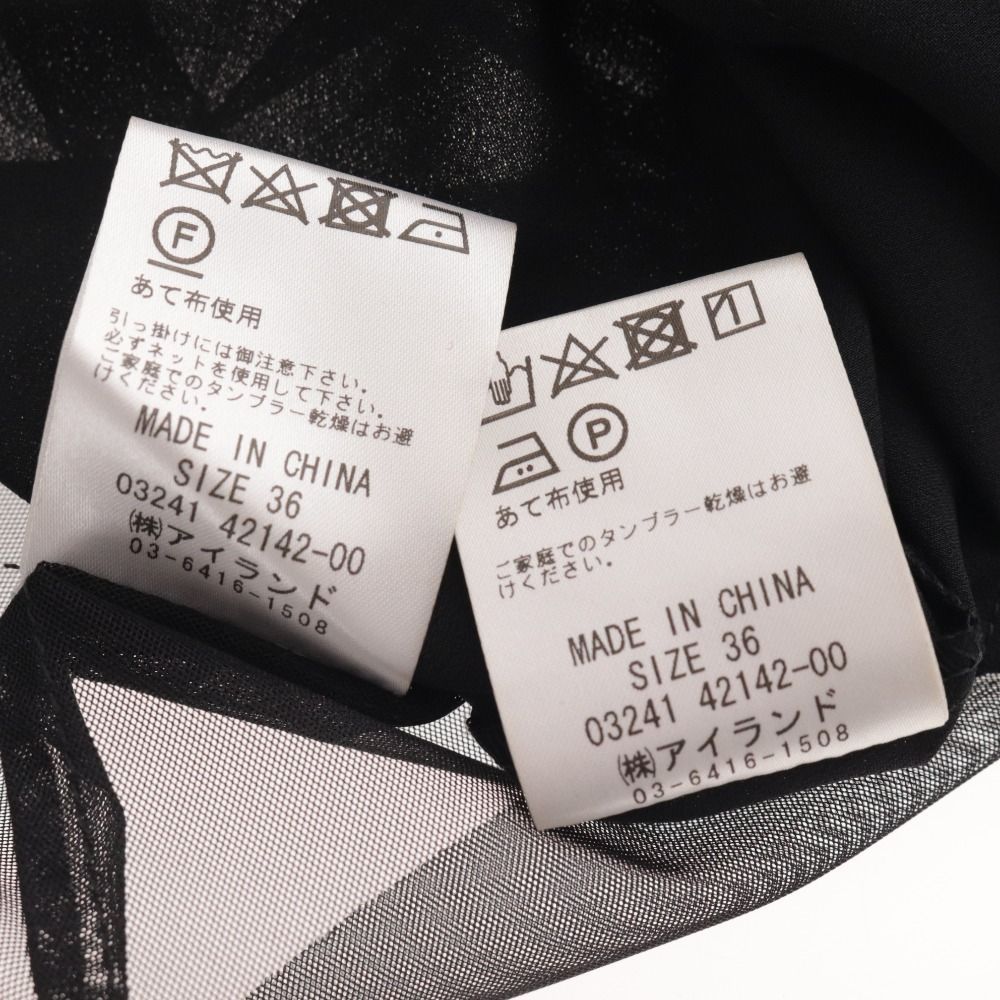 F
あて布使用
引っ掛けには御注意下さい。
必ずネットを使用して下さい。
ご家庭でのタンブラー乾燥はお避
けください。
MADE IN CHINA
SIZE 36
03241 42142-00
㈱アイランド
03-6416-1508
P
あて布使用
ご家庭でのタンブラー乾燥はお避
けください。
MADE IN CHINA
SIZE 36
03241 42142-00
㈱アイランド
03-6416-1508